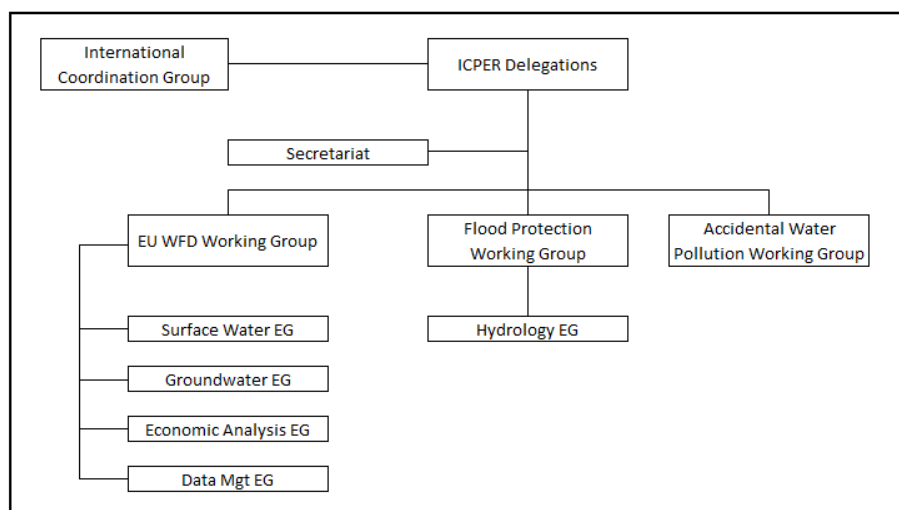 International
Coordination Group
ICPER Delegations
Secretariat
EU WFD Working Group
Flood Protection
Working Group
Accidental Water
Pollution Working Group
Surface Water EG
Hydrology EG
Groundwater EG
Economic Analysis EG
Data Mgt EG